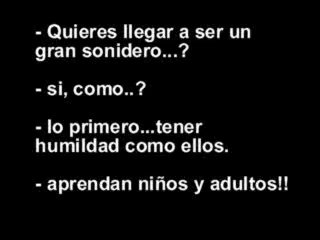 - Quieres llegar a ser un
gran sonidero...?
- si, como..?
- lo primero...tener
humildad como ellos.
- aprendan niños y adultos!!